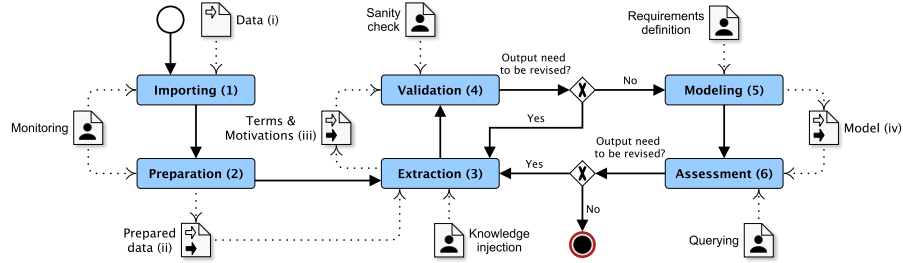 Data (i)
Sanity
check
Requirements
definition
Output need
to be revised?
Importing (1)
Validation (4)
No
Modeling (5)
Monitoring
Terms &
Motivations (iii)
Yes
Model (iv)
Output need
to be revised?
Preparation (2)
Extraction (3)
Yes
Assessment (6)
No
Prepared
data (ii)
Knowledge
injection
Querying